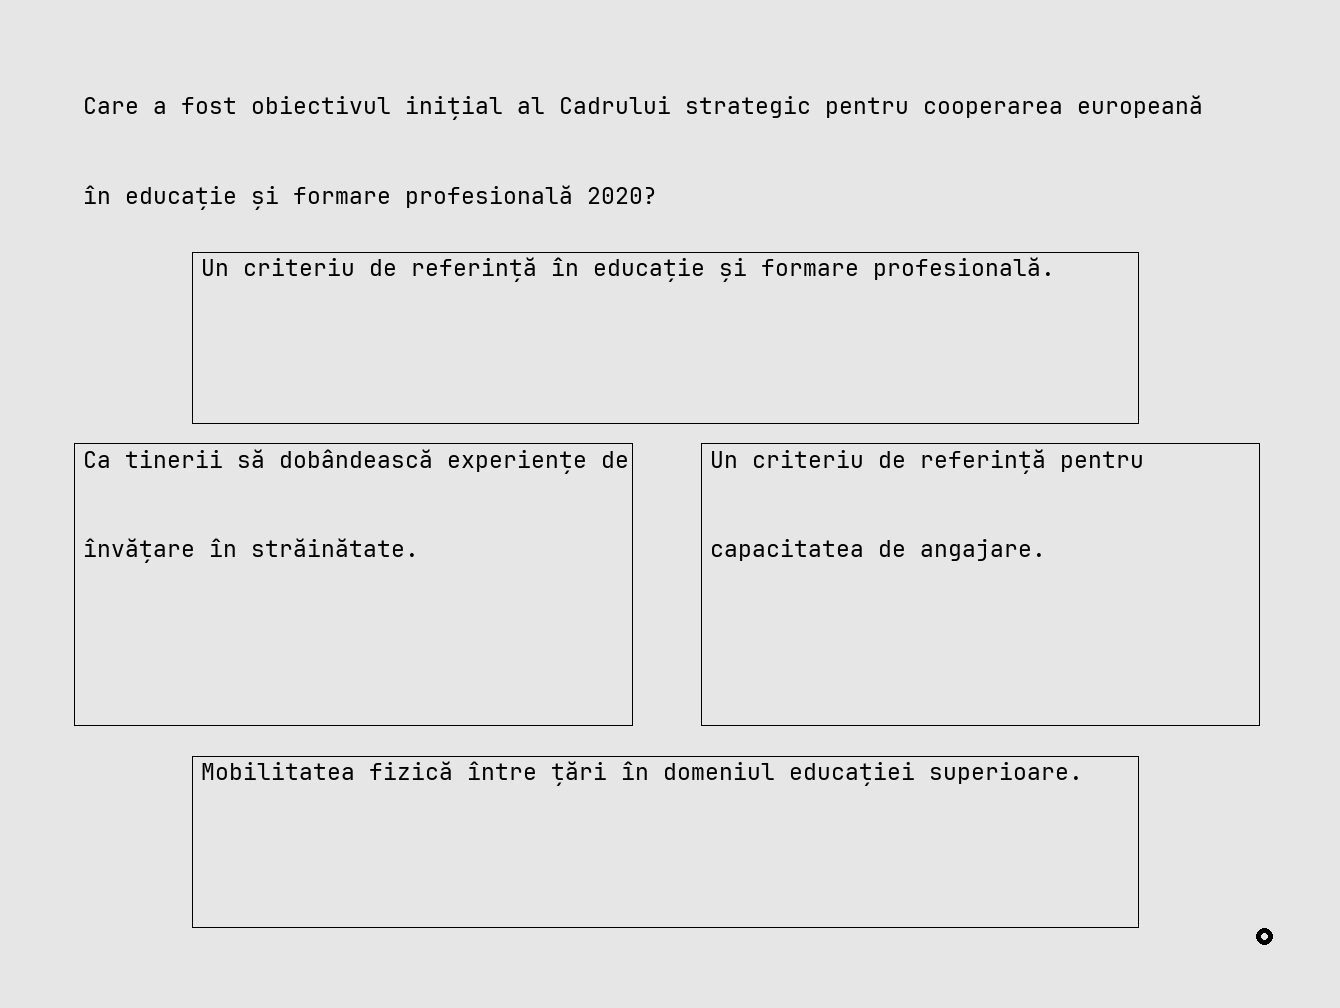 Care a fost obiectivul inițial al Cadrului strategic pentru cooperarea europeană
în educație și formare profesională 2020?
Un criteriu de referință în educație și formare profesională.
Ca tinerii să dobândească experiențe de
învățare în străinătate.
Un criteriu de referință pentru
capacitatea de angajare.
Mobilitatea fizică între țări în domeniul educației superioare.